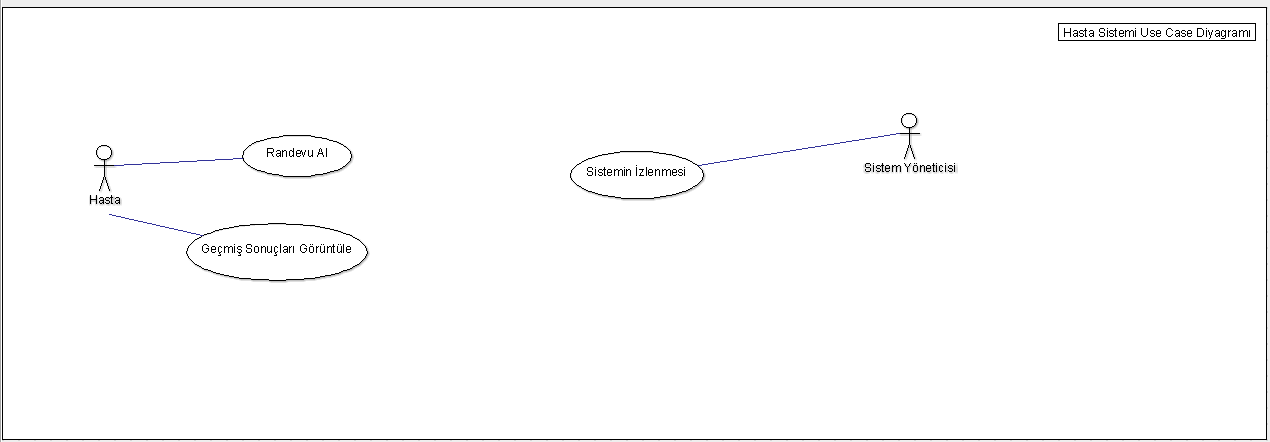 Hasta Sistemi Use Case Diyagramı
Randevu Al
Hasta
Geçmiş Sonuçları Görüntüle
Sistemin İzlenmesi
Sistem Yöneticisi